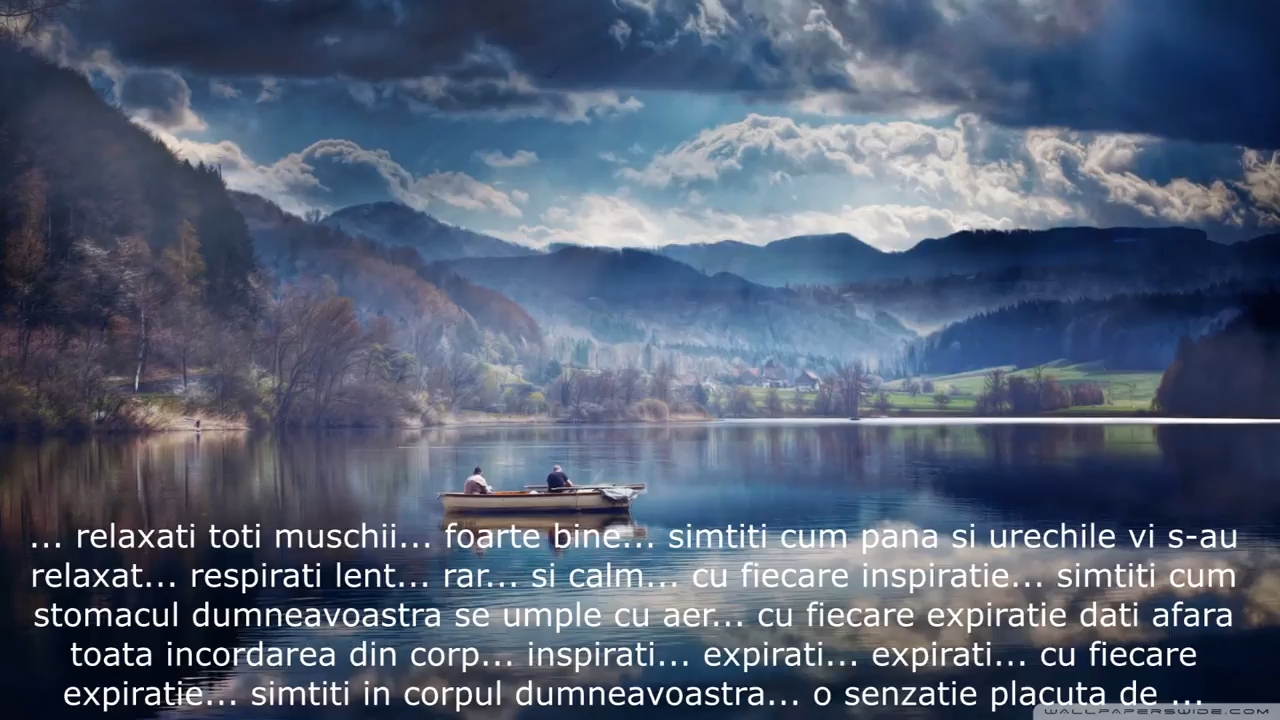 ... relaxati toti muschii... foarte bine... simtiti cum pana si urechile vi s-au
relaxat... respirati lent... rar... si calm... cu fiecare inspiratie... simtiti cum
stomacul dumneavoastra se umple cu aer... cu fiecare expiratie dati afara
toata incordarea din corp... inspirati... expirati... expirati... cu fiecare
expiratie... simtiti in corpul dumneavoastra... o senzatie placuta de ...
WALLPAPERSWIDE.COM